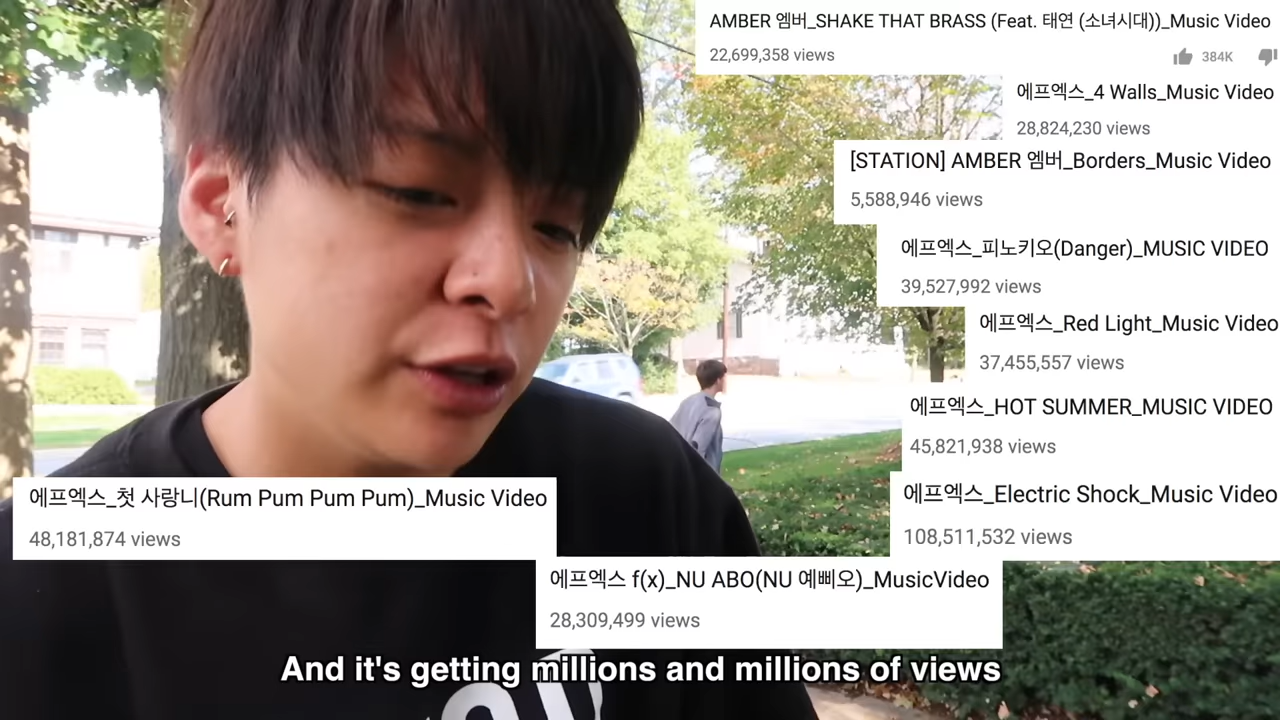 AMBER 엠버_SHAKE THAT BRASS (Feat. 태연 (소녀시대))_Music Video
22,699,358 views
384K
에프엑스_4 Walls_Music Video
28,824,230 views
[STATION] AMBER 엠버_Borders_Music Video
5,588,946 views
에프엑스_피노키오(Danger)_MUSIC VIDEO
39,527,992 views
에프엑스_Red Light_Music Video
37,455,557 views
에프엑스_HOT SUMMER_MUSIC VIDEO
45,821,938 views
에프엑스_Electric Shock_Music Video
108,511,532 views
에프엑스_첫 사랑니(Rum Pum Pum Pum)_Music Video
48,181,874 views
에프엑스 f(x)_NU ABO(NU 예삐오)_MusicVideo
28,309,499 views
And it's getting millions and millions of views